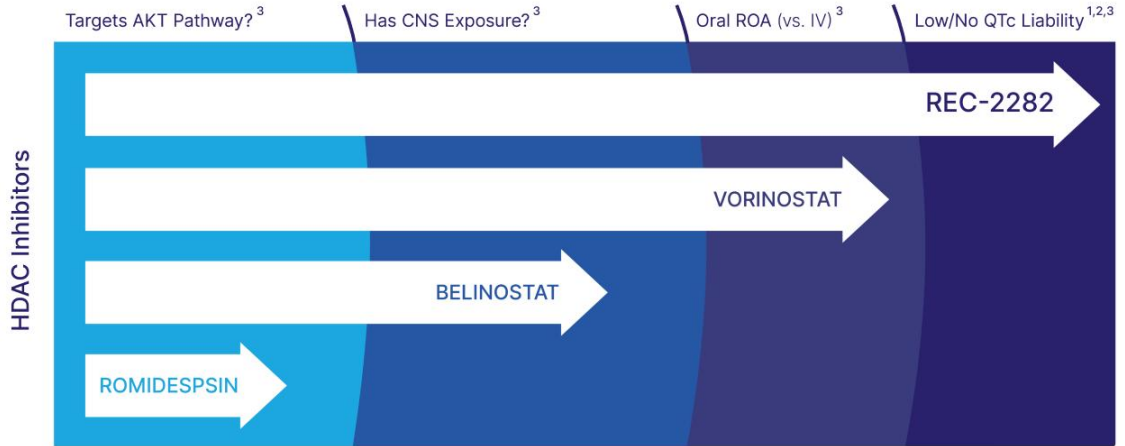 Targets AKT Pathway? 3
Has CNS Exposure? 3
Oral ROA (vs. IV) 3
Low/No QTc Liability 1,2,3
HDAC Inhibitors
REC-2282
VORINOSTAT
BELINOSTAT
ROMIDESPSIN